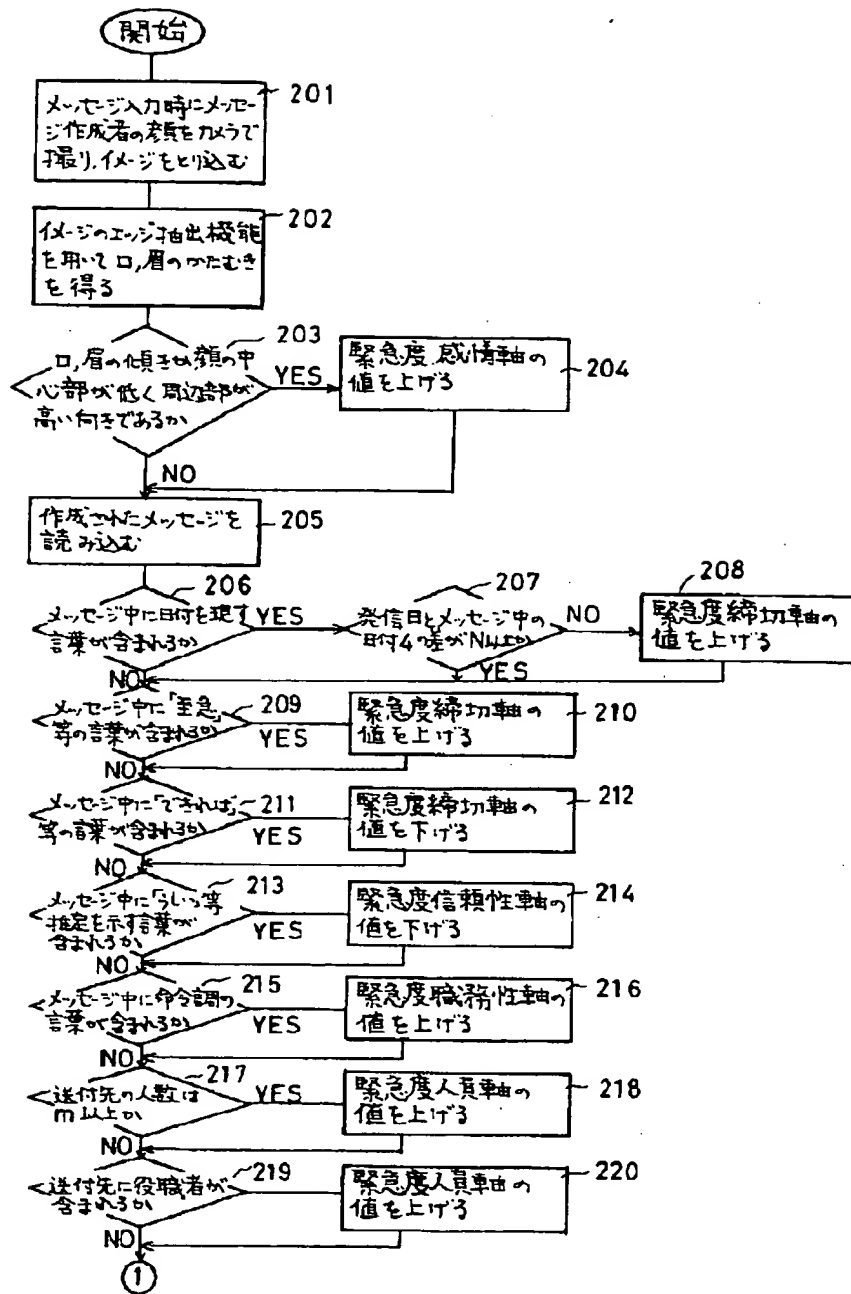 開始
201
メッセージ入力時にメッセー
ジ作成者の顔をカメラで
撮り,イメージをとり込む
202
イメージのエッジ抽出機能
を用いて口,眉のかたむき
を得る
203
口,眉の傾きは顔の中
心部が低く周辺部が
高い向きであるか
YES
緊急度感情軸の
値を上げる
204
NO
作成されたメッセージを
読み込む
205
206
メッセージ中に日付を現す
言葉が含まれるか
YES
207
発信日とメッセージ中の
日付の差がN以上か
NO
208
緊急度締切軸の
値を上げる
YES
NO
メッセージ中に「至急」
等の言葉が含まれるか
209
YES
緊急度締切軸の
値を上げる
210
NO
メッセージ中に「できれば」
等の言葉が含まれるか
211
YES
緊急度締切軸の
値を下げる
212
NO
213
メッセージ中に「らしい」等
推定を示す言葉が
含まれるか
YES
緊急度信頼性軸の
値を下げる
214
NO
215
メッセージ中に命令調の
言葉が含まれるか
YES
緊急度職務性軸の
値を上げる
216
NO
217
送付先の人数は
m以上か
YES
緊急度人員軸の
値を上げる
218
NO
219
送付先に役職者が
含まれるか
緊急度人員軸の
値を上げる
220
NO
1